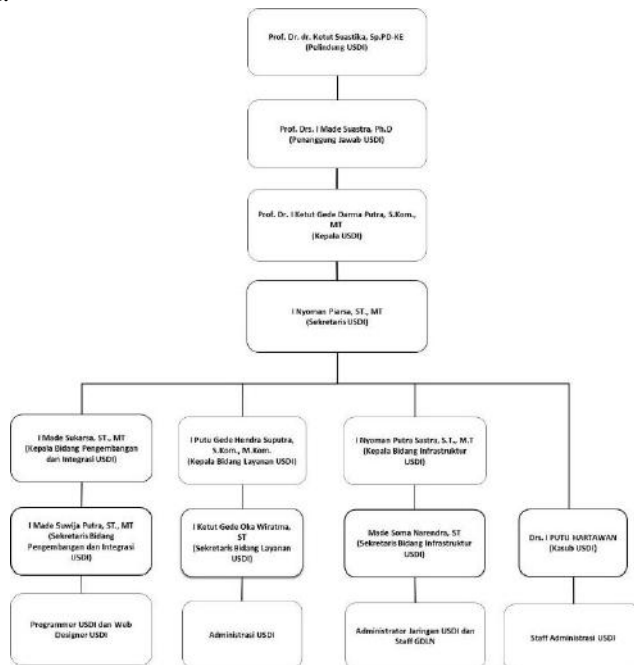 Prof. Dr. dr. Ketut Suastika, Sp.PD-KE
(Pelindung USDI)
Prof. Drs. I Made Suastra, Ph.D
(Penanggung Jawab USDI)
Prof. Dr. I Ketut Gede Darma Putra, S.Kom.,
MT
(Kepala USDI)
I Nyoman Piarsa, ST., MT
(Sekretaris USDI)
I Made Sukarsa, ST., MT
(Kepala Bidang Pengembangan
dan Integrasi USDI)
I Putu Gede Hendra Suputra,
S.Kom., M.Kom.
(Kepala Bidang Layanan USDI)
I Nyoman Putra Sastra, S.T., M.T
(Kepala Bidang Infrastruktur
USDI)
I Made Suwija Putra, ST., MT
(Sekretaris Bidang
Pengembangan dan Integrasi
USDI)
I Ketut Gede Oka Wiratma,
ST
(Sekretaris Bidang Layanan
USDI)
Made Soma Narendra, ST
(Sekretaris Bidang Infrastruktur
USDI)
Drs. I PUTU HARTAWAN
(Kasub USDI)
Programmer USDI dan Web
Designer USDI
Administrasi USDI
Administrator Jaringan USDI dan
Staff GDLN
Staff Administrasi USDI